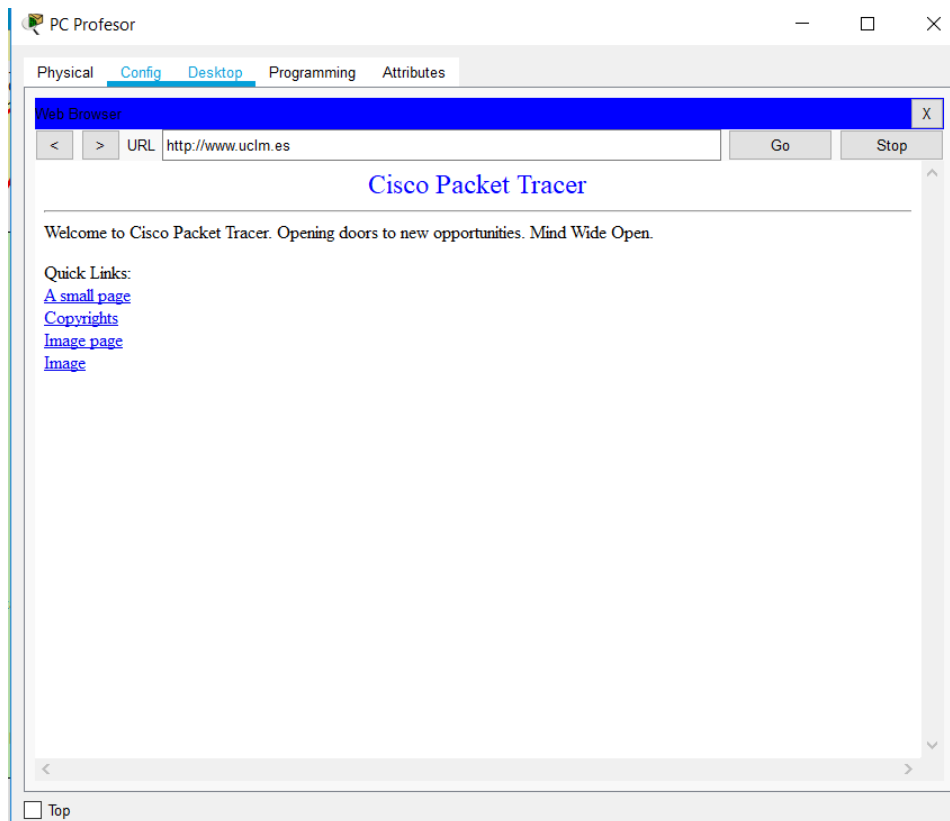 PC Profesor
Physical Config Desktop Programming Attributes
Web Browser X
< > URL http://www.uclm.es Go Stop
Cisco Packet Tracer
Welcome to Cisco Packet Tracer. Opening doors to new opportunities. Mind Wide Open.
Quick Links:
A small page
Copyrights
Image page
Image
Top